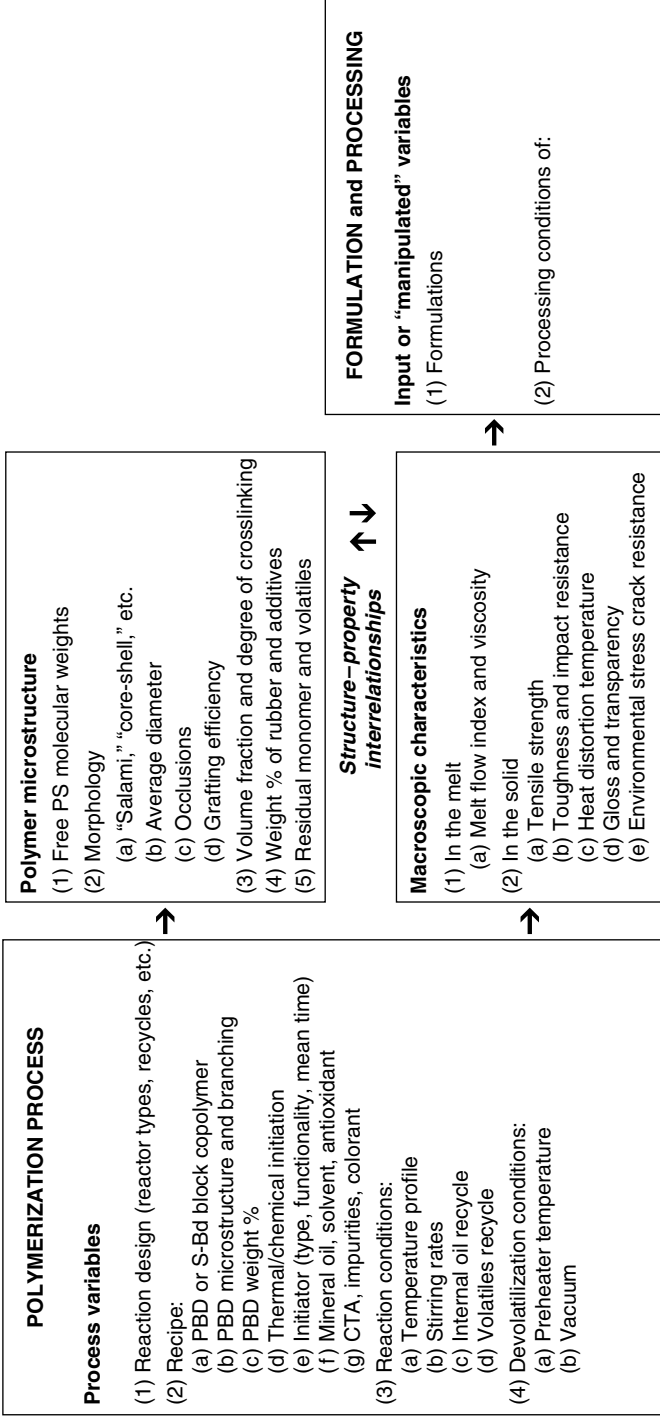 POLYMERIZATION PROCESS
Process variables
(1) Reaction design (reactor types, recycles, etc.)
(2) Recipe:
(a) PBD or S-Bd block copolymer
(b) PBD microstructure and branching
(c) PBD weight %
(d) Thermal/chemical initiation
(e) Initiator (type, functionality, mean time)
(f) Mineral oil, solvent, antioxidant
(g) CTA, impurities, colorant
(3) Reaction conditions:
(a) Temperature profile
(b) Stirring rates
(c) Internal oil recycle
(d) Volatiles recycle
(4) Devolatilization conditions:
(a) Preheater temperature
(b) Vacuum
Polymer microstructure
(1) Free PS molecular weights
(2) Morphology
(a) “Salami,” “core-shell,” etc.
(b) Average diameter
(c) Occlusions
(d) Grafting efficiency
(3) Volume fraction and degree of crosslinking
(4) Weight % of rubber and additives
(5) Residual monomer and volatiles
Structure–property
interrelationships
Macroscopic characteristics
(1) In the melt
(a) Melt flow index and viscosity
(2) In the solid
(a) Tensile strength
(b) Toughness and impact resistance
(c) Heat distortion temperature
(d) Gloss and transparency
(e) Environmental stress crack resistance
FORMULATION and PROCESSING
Input or “manipulated” variables
(1) Formulations
(2) Processing conditions of: